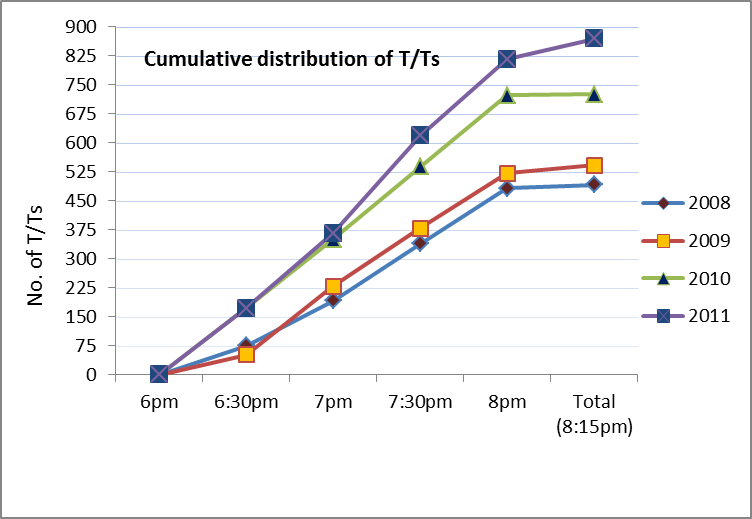 Cumulative distribution of T/Ts
No. of T/Ts
900
825
750
675
600
525
450
375
300
225
150
75
0
6pm
6:30pm
7pm
7:30pm
8pm
Total
(8:15pm)
2008
2009
2010
2011